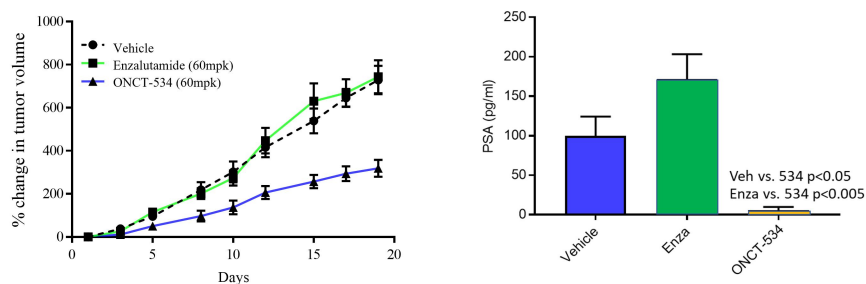 % change in tumor volume
1000
800
600
400
200
0
0
5
10
15
20
Days
Vehicle
Enzalutamide (60mpk)
ONCT-534 (60mpk)
PSA (pg/ml)
250
200
150
100
50
0
Veh vs. 534 p<0.05
Enza vs. 534 p<0.005
Vehicle
Enza
ONCT-534